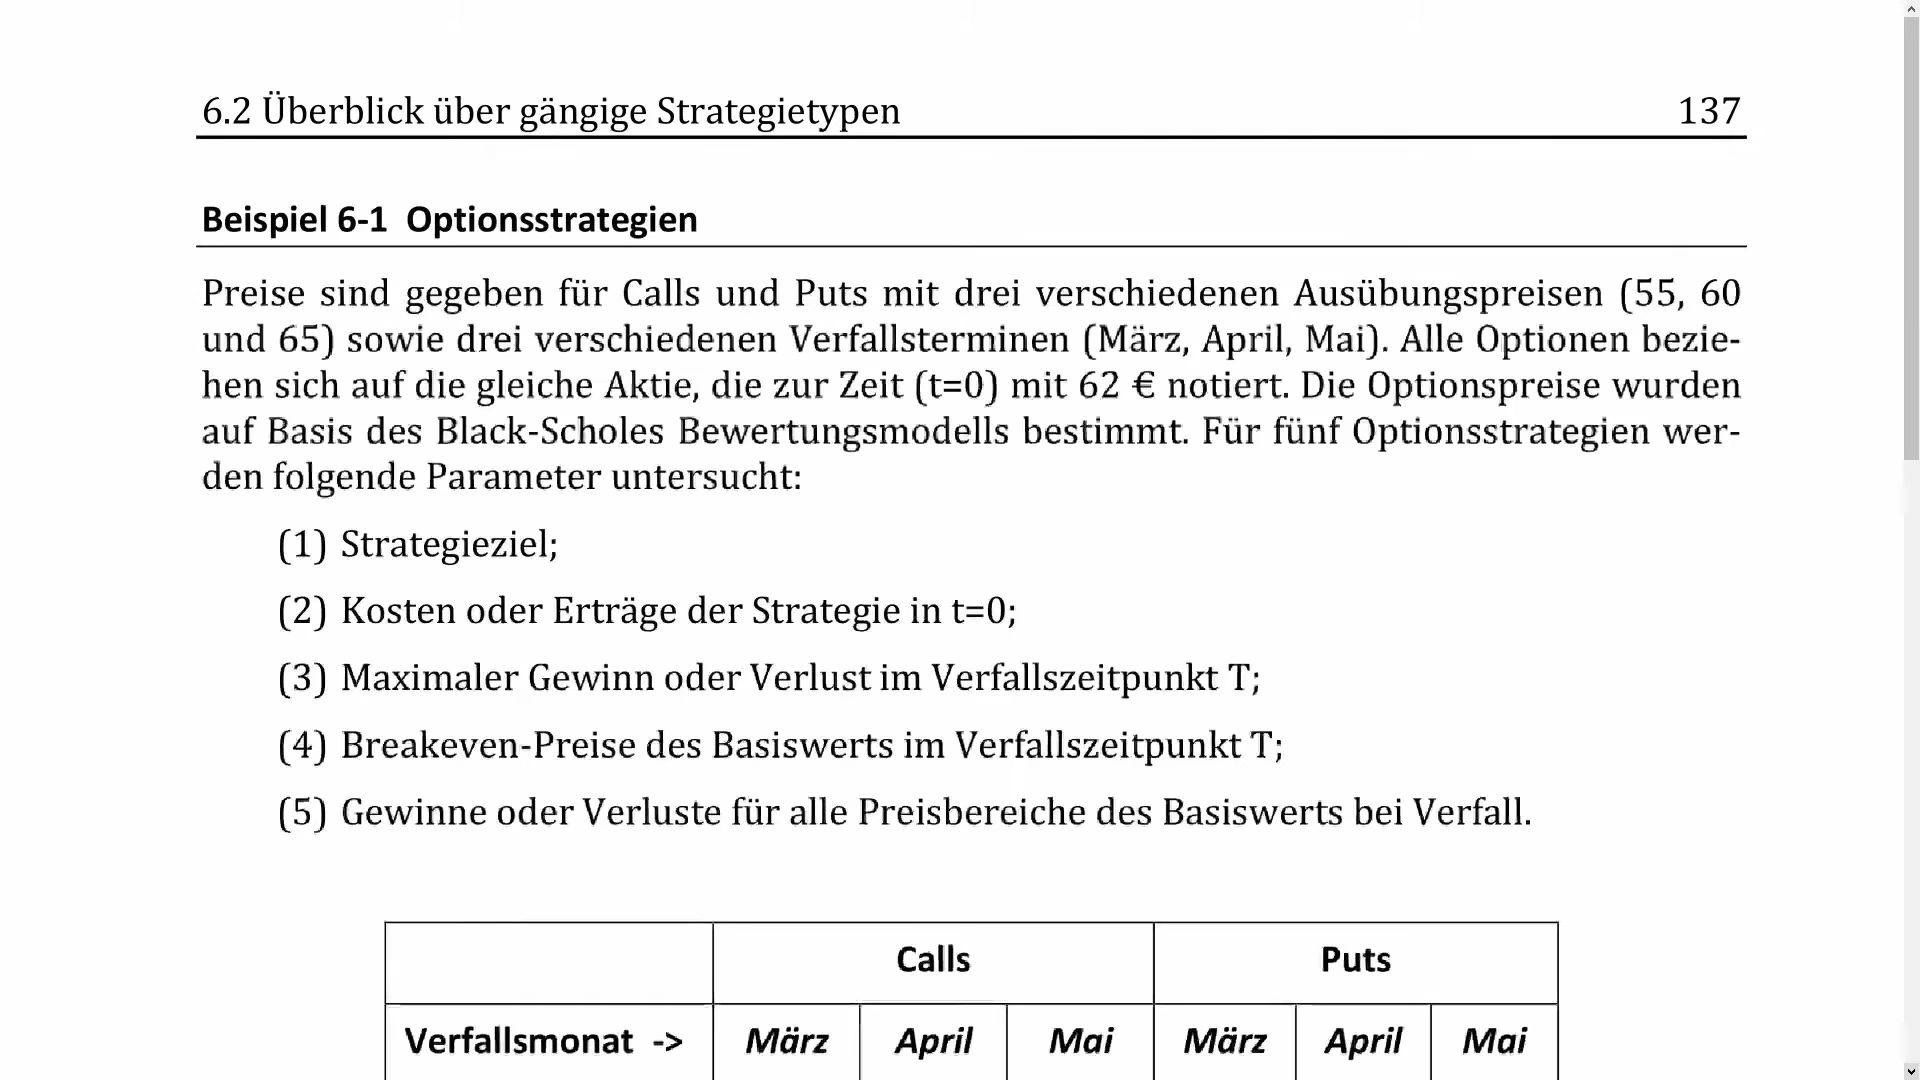 6.2 Überblick über gängige Strategietypen 137
Beispiel 6-1 Optionsstrategien
Preise sind gegeben für Calls und Puts mit drei verschiedenen Ausübungspreisen (55, 60
und 65) sowie drei verschiedenen Verfallsterminen (März, April, Mai). Alle Optionen bezie-
hen sich auf die gleiche Aktie, die zur Zeit (t=0) mit 62 € notiert. Die Optionspreise wurden
auf Basis des Black-Scholes Bewertungsmodells bestimmt. Für fünf Optionsstrategien wer-
den folgende Parameter untersucht:
(1) Strategieziel;
(2) Kosten oder Erträge der Strategie in t=0;
(3) Maximaler Gewinn oder Verlust im Verfallszeitpunkt T;
(4) Breakeven-Preise des Basiswerts im Verfallszeitpunkt T;
(5) Gewinne oder Verluste für alle Preisbereiche des Basiswerts bei Verfall.
Calls Puts
Verfallsmonat -> März April Mai März April Mai